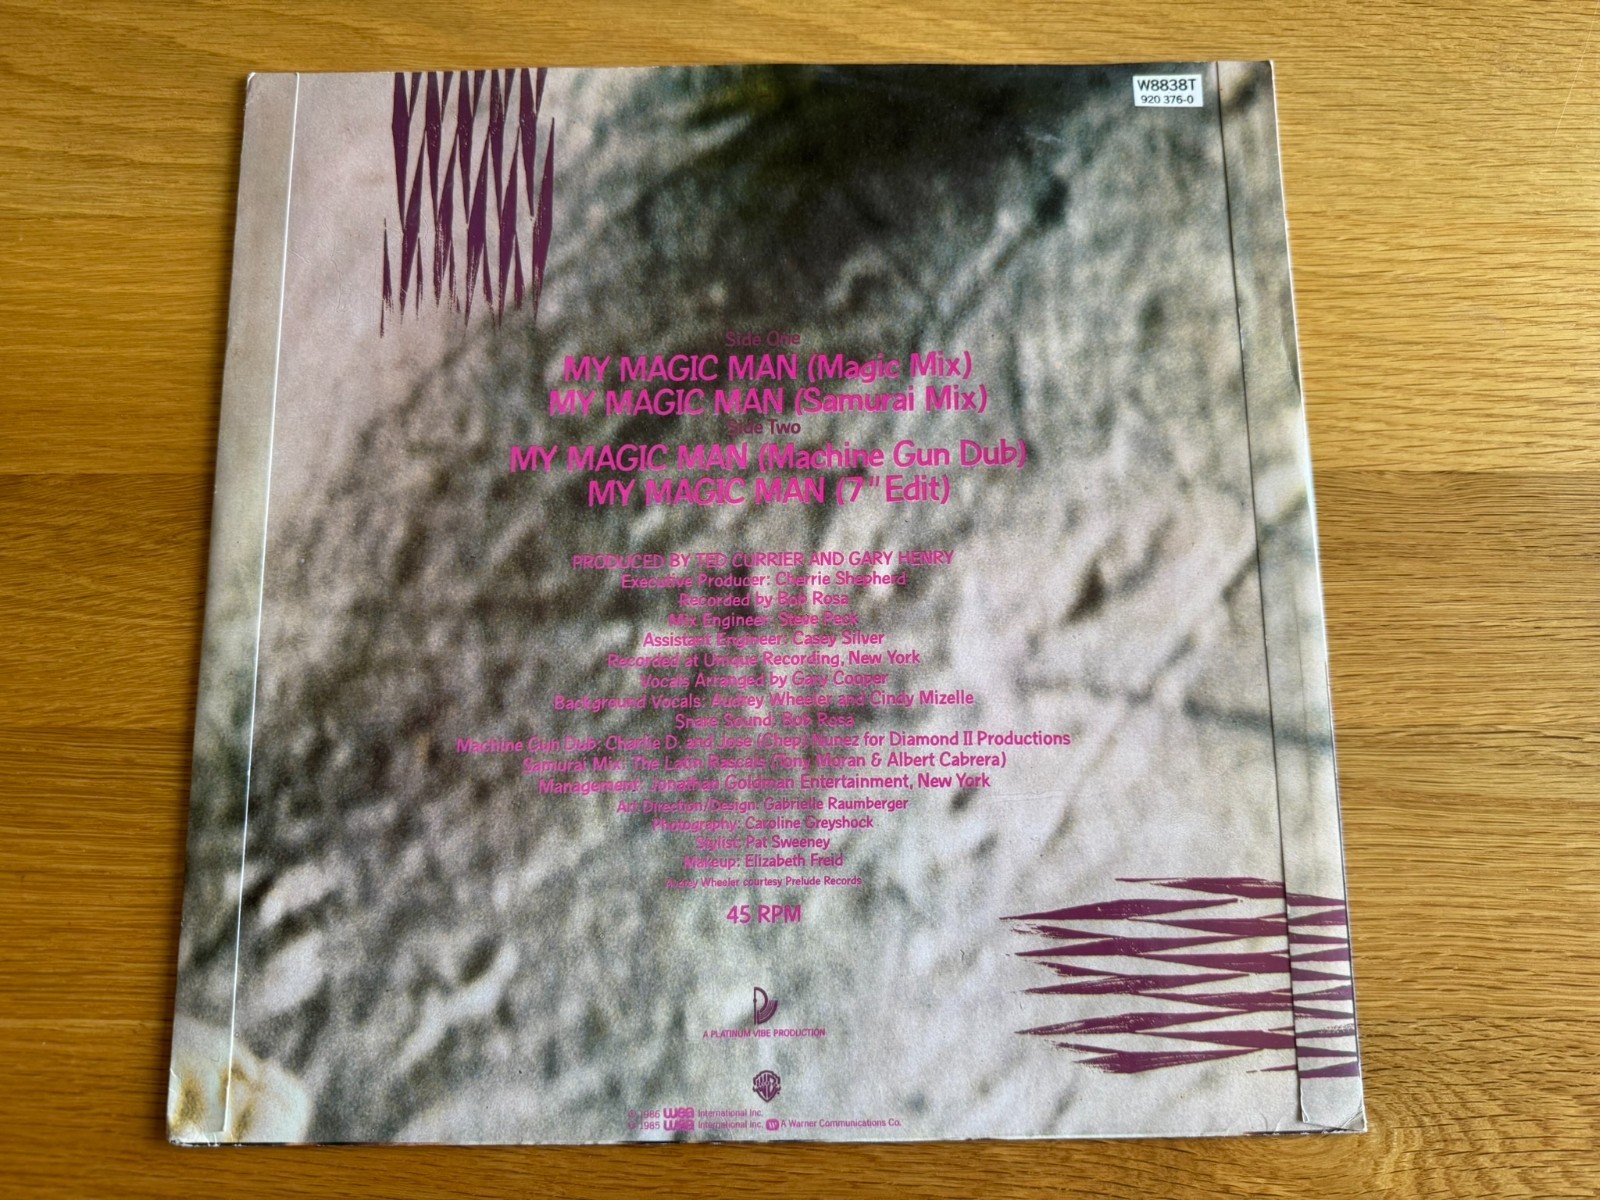 W8838T
920 376-0
Side One
MY MAGIC MAN (Magic Mix)
MY MAGIC MAN (Samurai Mix)
Side Two
MY MAGIC MAN (Machine Gun Dub)
MY MAGIC MAN (7" Edit)
PRODUCED BY TED CURRIER AND GARY HENRY
Executive Producer: Cherrie Shepherd
Recorded by Bob Rosa
Mix Engineer: Steve Peck
Assistant Engineer: Casey Silver
Recorded at Unique Recording, New York
Vocals Arranged by Gary Cooper
Background Vocals: Audrey Wheeler and Cindy Mizelle
Snare Sound: Bob Rosa
Machine Gun Dub: Charlie D. and Jose (Chep) Nunez for Diamond II Productions
Samurai Mix: The Latin Rascals (Tony Moran & Albert Cabrera)
Management: Jonathan Goldman Entertainment, New York
Art Direction/Design: Gabrielle Raumberger
Photography: Caroline Greyshock
Stylist: Pat Sweeney
Makeup: Elizabeth Freid
Audrey Wheeler courtesy Prelude Records
45 RPM
A PLATINUM VIBE PRODUCTION
1986 wea International Inc.
1985 wea International Inc. A Warner Communications Co.